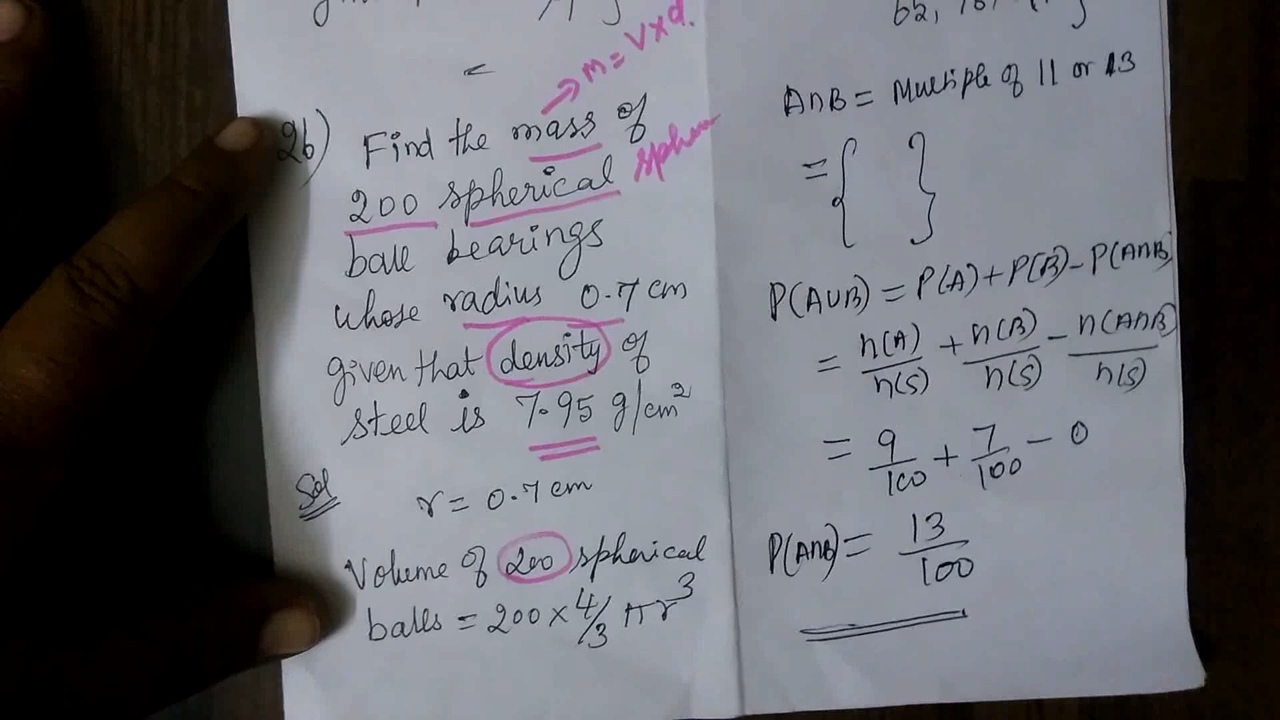 → m = V×d.
26) Find the mass of
200 spherical
ball bearings
whose radius 0.7 cm
given that density of
steel is 7.95 g/cm²
Sol
r = 0.7 cm
Volume of 200 spherical
balls = 200 × 4/3 πr³
A∩B = Multiple of 11 or 13
= { }
P(A∪B) = P(A) + P(B) - P(A∩B)
= n(A)/n(S) + n(B)/n(S) - n(A∩B)/n(S)
= 9/100 + 7/100 - 0
P(A∩B) = 13/100